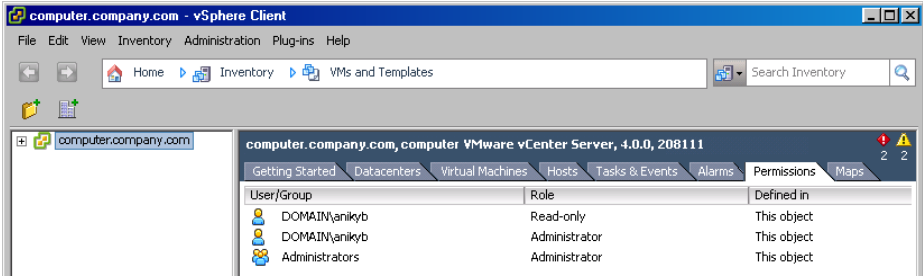 computer.company.com - vSphere Client
File Edit View Inventory Administration Plug-ins Help
Home Inventory VMs and Templates Search Inventory
computer.company.com
computer.company.com, computer VMware vCenter Server, 4.0.0, 208111
2 2
Getting Started Datacenters Virtual Machines Hosts Tasks & Events Alarms Permissions Maps
User/Group Role Defined in
DOMAIN\anikyb Read-only This object
DOMAIN\anikyb Administrator This object
Administrators Administrator This object